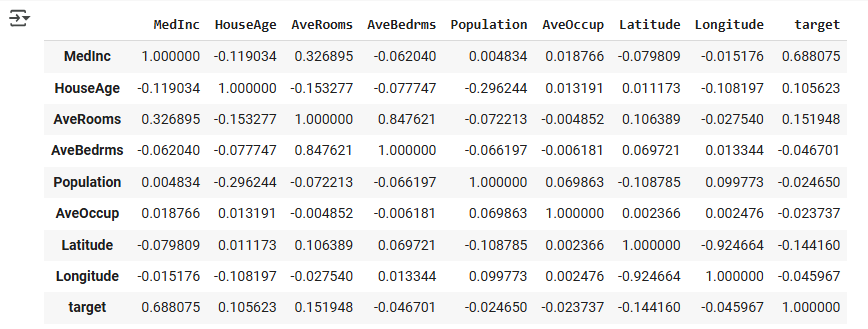 MedInc HouseAge AveRooms AveBedrms Population AveOccup Latitude Longitude target
MedInc 1.000000 -0.119034 0.326895 -0.062040 0.004834 0.018766 -0.079809 -0.015176 0.688075
HouseAge -0.119034 1.000000 -0.153277 -0.077747 -0.296244 0.013191 0.011173 -0.108197 0.105623
AveRooms 0.326895 -0.153277 1.000000 0.847621 -0.072213 -0.004852 0.106389 -0.027540 0.151948
AveBedrms -0.062040 -0.077747 0.847621 1.000000 -0.066197 -0.006181 0.069721 0.013344 -0.046701
Population 0.004834 -0.296244 -0.072213 -0.066197 1.000000 0.069863 -0.108785 0.099773 -0.024650
AveOccup 0.018766 0.013191 -0.004852 -0.006181 0.069863 1.000000 0.002366 0.002476 -0.023737
Latitude -0.079809 0.011173 0.106389 0.069721 -0.108785 0.002366 1.000000 -0.924664 -0.144160
Longitude -0.015176 -0.108197 -0.027540 0.013344 0.099773 0.002476 -0.924664 1.000000 -0.045967
target 0.688075 0.105623 0.151948 -0.046701 -0.024650 -0.023737 -0.144160 -0.045967 1.000000